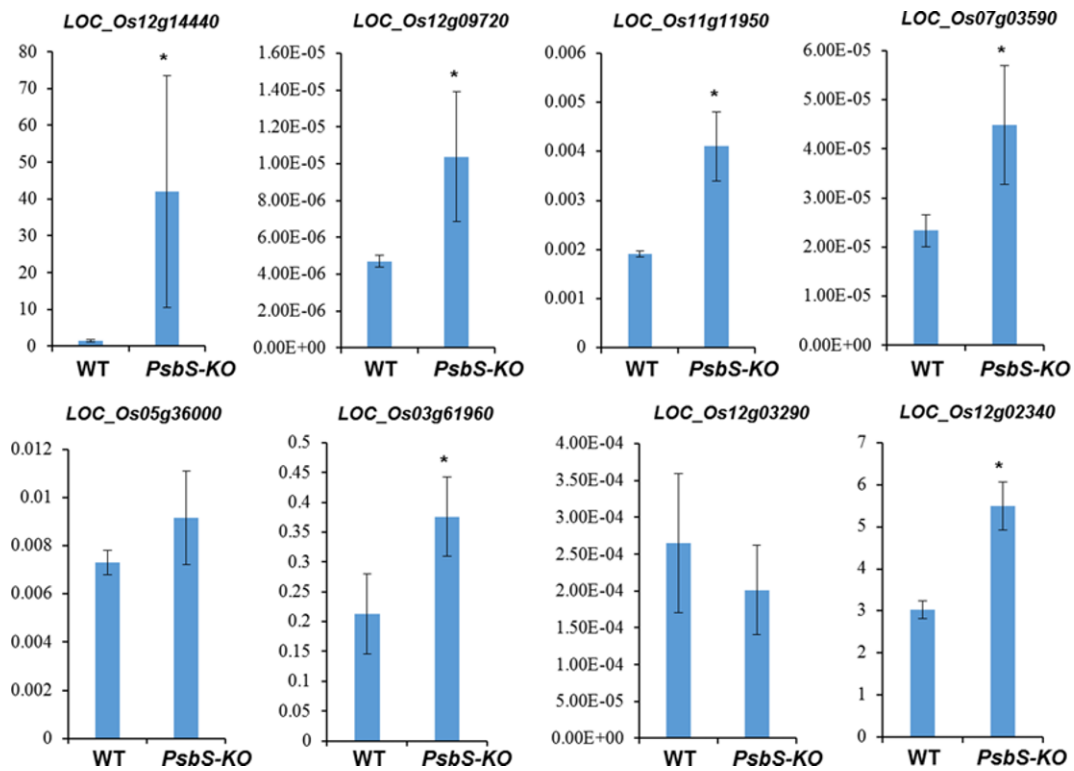 LOC_Os12g14440
80
70
60
50
40
30
20
10
0
*
WT PsbS-KO
LOC_Os12g09720
1.60E-05
1.40E-05
1.20E-05
1.00E-05
8.00E-06
6.00E-06
4.00E-06
2.00E-06
0.00E+00
*
WT PsbS-KO
LOC_Os11g11950
0.006
0.005
0.004
0.003
0.002
0.001
0
*
WT PsbS-KO
LOC_Os07g03590
6.00E-05
5.00E-05
4.00E-05
3.00E-05
2.00E-05
1.00E-05
0.00E+00
*
WT PsbS-KO
LOC_Os05g36000
0.012
0.01
0.008
0.006
0.004
0.002
0
WT PsbS-KO
LOC_Os03g61960
0.5
0.45
0.4
0.35
0.3
0.25
0.2
0.15
0.1
0.05
0
*
WT PsbS-KO
LOC_Os12g03290
4.00E-04
3.50E-04
3.00E-04
2.50E-04
2.00E-04
1.50E-04
1.00E-04
5.00E-05
0.00E+00
WT PsbS-KO
LOC_Os12g02340
7
6
5
4
3
2
1
0
*
WT PsbS-KO